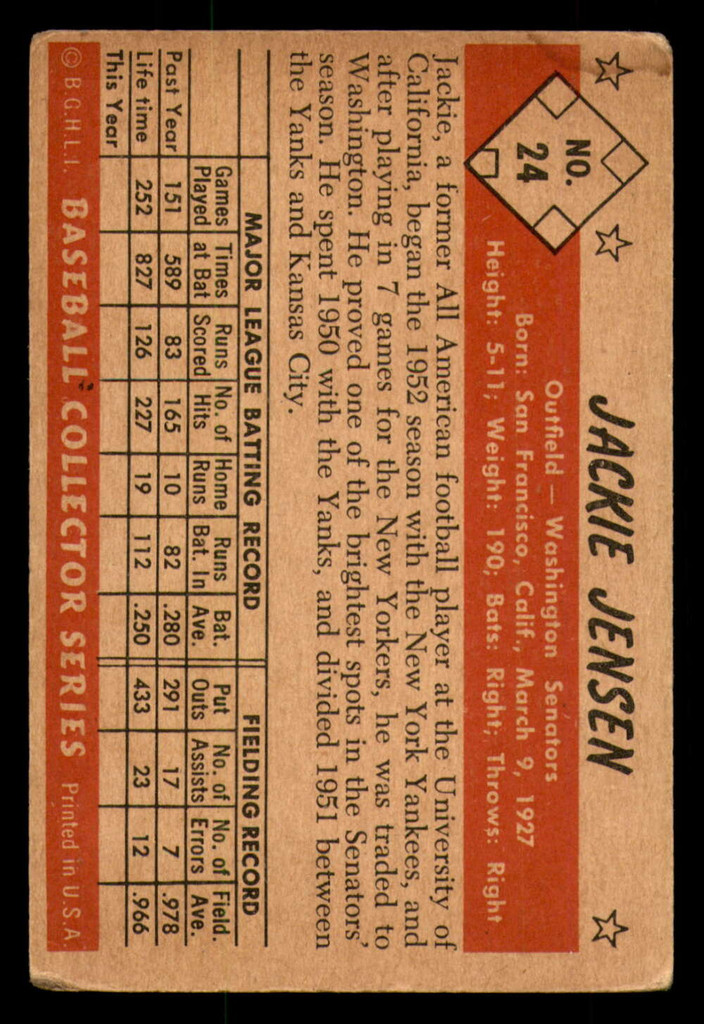 NO.
24
JACKIE JENSEN
Outfield — Washington Senators
Born: San Francisco, Calif., March 9, 1927
Height: 5-11; Weight: 190; Bats: Right; Throws: Right
Jackie, a former All American football player at the University of
California, began the 1952 season with the New York Yankees, and
after playing in 7 games for the New Yorkers, he was traded to
Washington. He proved one of the brightest spots in the Senators'
season. He spent 1950 with the Yanks, and divided 1951 between
the Yanks and Kansas City.
MAJOR LEAGUE BATTING RECORD FIELDING RECORD
Games Times Runs No. of Home Runs Bat. Put No. of No. of Field.
Played at Bat Scored Hits Runs Bat. In Ave. Outs Assists Errors Ave.
Past Year 151 589 83 165 10 82 .280 291 17 7 .978
Life time 252 827 126 227 19 112 .250 433 23 12 .966
This Year
© B.G.H.L.I. BASEBALL COLLECTOR SERIES Printed in U.S.A.